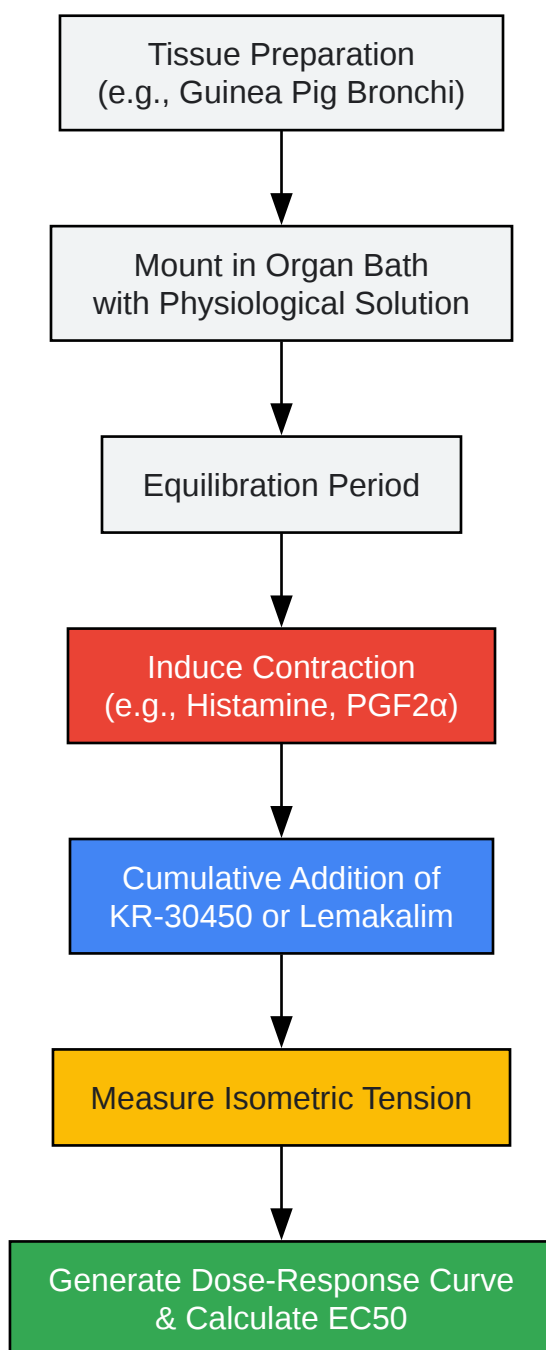 Tissue Preparation
(e.g., Guinea Pig Bronchi)
Mount in Organ Bath
with Physiological Solution
Equilibration Period
Induce Contraction
(e.g., Histamine, PGF2α)
Cumulative Addition of
KR-30450 or Lemakalim
Measure Isometric Tension
Generate Dose-Response Curve
& Calculate EC50